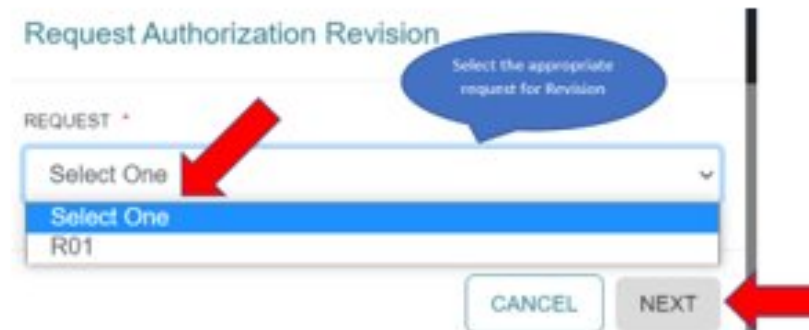 Request Authorization Revision
Select the appropriate
request for Revision
REQUEST *
Select One
Select One
R01
CANCEL NEXT